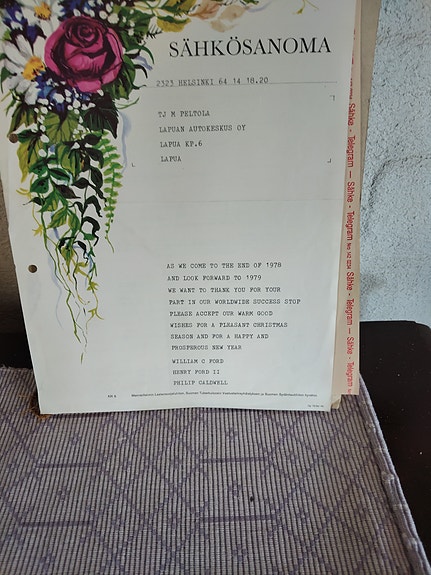 SÄHKÖSANOMA
2323 HELSINKI 64 14 18.20
TJ M PELTOLA
LAPUAN AUTOKESKUS OY
LAPUA KP.6
LAPUA
AS WE COME TO THE END OF 1978
AND LOOK FORWARD TO 1979
WE WANT TO THANK YOU FOR YOUR
PART IN OUR WORLDWIDE SUCCESS STOP
PLEASE ACCEPT OUR WARM GOOD
WISHES FOR A PLEASANT CHRISTMAS
SEASON AND FOR A HAPPY AND
PROSPEROUS NEW YEAR
WILLIAM C FORD
HENRY FORD II
PHILIP CALDWELL
Sähke - Telegram — Sähke - Telegram — Sähke - Telegram